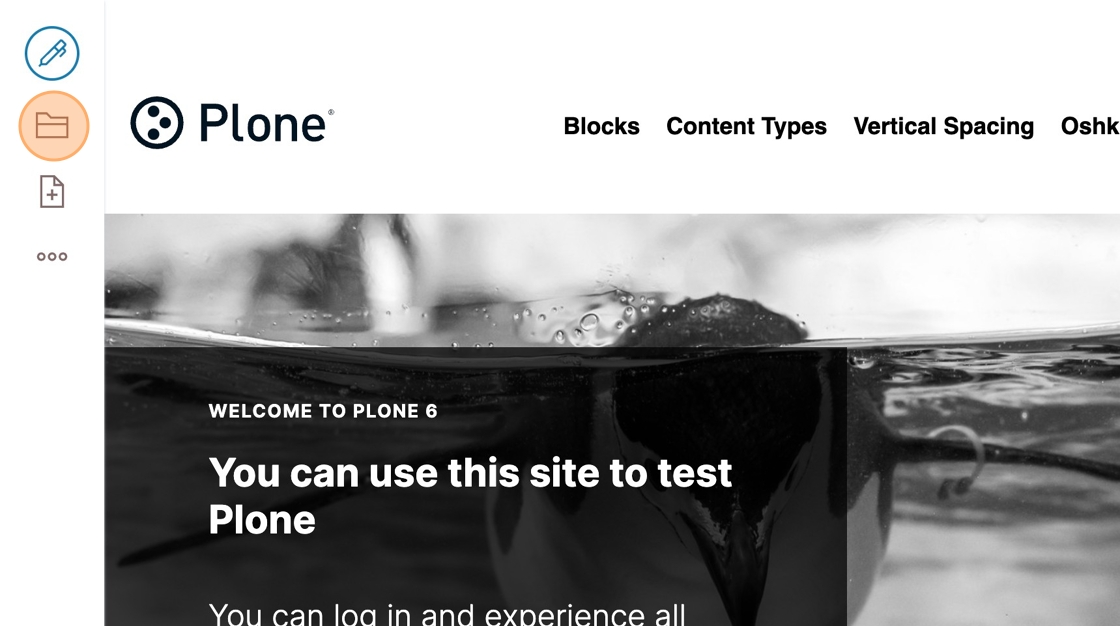 Plone®
Blocks Content Types Vertical Spacing Oshk
WELCOME TO PLONE 6
You can use this site to test
Plone
You can log in and experience all